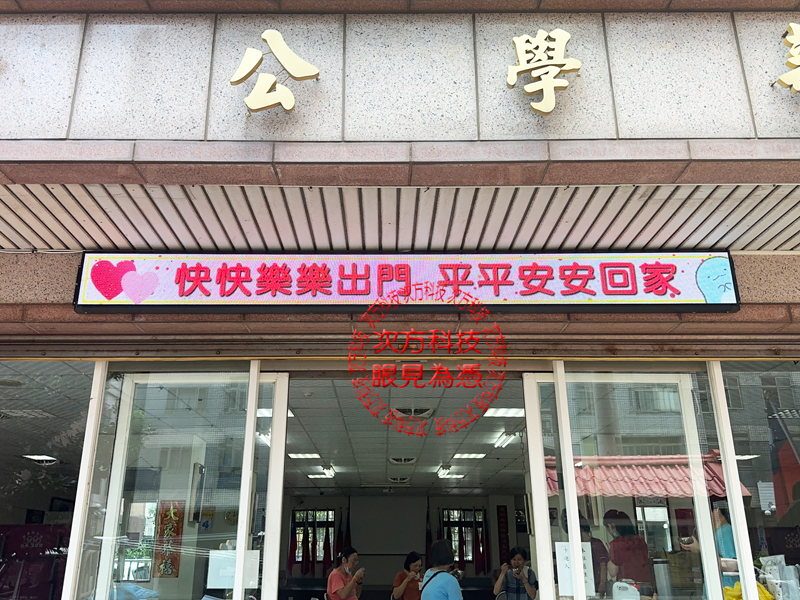 公學
快快樂樂出門 平平安安回家
次方科技
眼見為憑